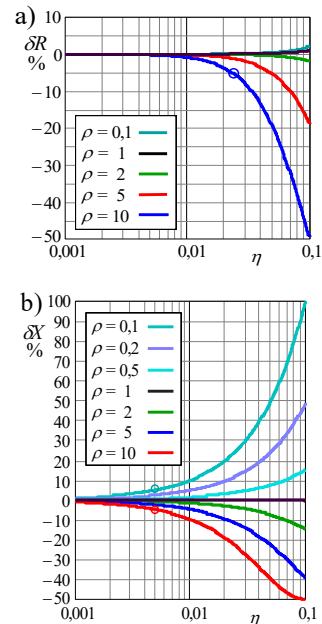 a)
10
δR
%
0
−10
−20
−30
−40
−50
ρ = 0,1
ρ = 1
ρ = 2
ρ = 5
ρ = 10
0,001
0,01
η
0,1
b)
100
δX
%
90
80
70
60
50
40
30
20
10
0
−10
−20
−30
−40
−50
ρ = 0,1
ρ = 0,2
ρ = 0,5
ρ = 1
ρ = 2
ρ = 5
ρ = 10
0,001
0,01
η
0,1